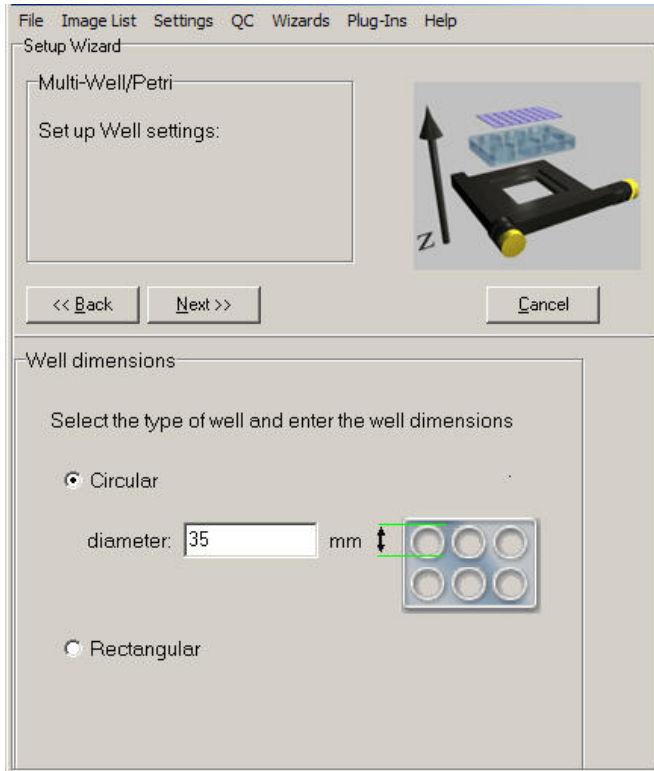 File Image List Settings QC Wizards Plug-Ins Help
Setup Wizard
Multi-Well/Petri
Set up Well settings:
Z
<< Back Next >> Cancel
Well dimensions
Select the type of well and enter the well dimensions
Circular
diameter: 35 mm
Rectangular